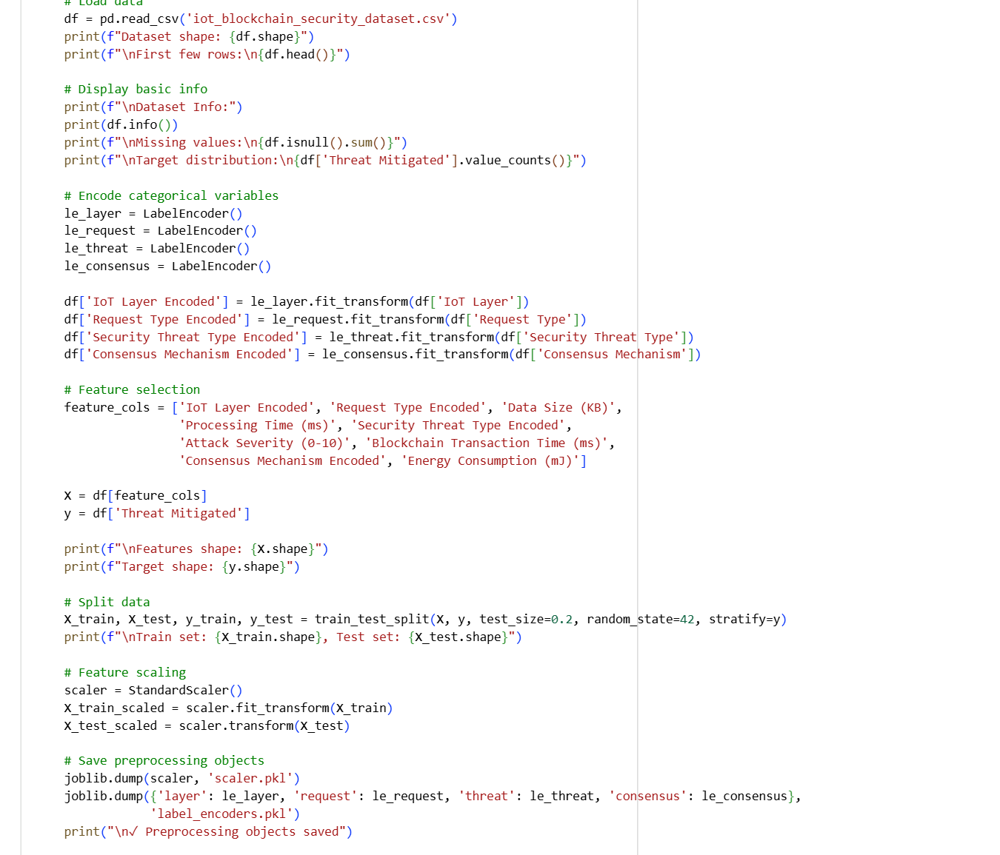 # Load data
df = pd.read_csv('iot_blockchain_security_dataset.csv')
print(f"Dataset shape: {df.shape}")
print(f"\nFirst few rows:\n{df.head()}")
# Display basic info
print(f"\nDataset Info:")
print(df.info())
print(f"\nMissing values:\n{df.isnull().sum()}")
print(f"\nTarget distribution:\n{df['Threat Mitigated'].value_counts()}")
# Encode categorical variables
le_layer = LabelEncoder()
le_request = LabelEncoder()
le_threat = LabelEncoder()
le_consensus = LabelEncoder()
df['IoT Layer Encoded'] = le_layer.fit_transform(df['IoT Layer'])
df['Request Type Encoded'] = le_request.fit_transform(df['Request Type'])
df['Security Threat Type Encoded'] = le_threat.fit_transform(df['Security Threat Type'])
df['Consensus Mechanism Encoded'] = le_consensus.fit_transform(df['Consensus Mechanism'])
# Feature selection
feature_cols = ['IoT Layer Encoded', 'Request Type Encoded', 'Data Size (KB)',
'Processing Time (ms)', 'Security Threat Type Encoded',
'Attack Severity (0-10)', 'Blockchain Transaction Time (ms)',
'Consensus Mechanism Encoded', 'Energy Consumption (mJ)']
X = df[feature_cols]
y = df['Threat Mitigated']
print(f"\nFeatures shape: {X.shape}")
print(f"Target shape: {y.shape}")
# Split data
X_train, X_test, y_train, y_test = train_test_split(X, y, test_size=0.2, random_state=42, stratify=y)
print(f"\nTrain set: {X_train.shape}, Test set: {X_test.shape}")
# Feature scaling
scaler = StandardScaler()
X_train_scaled = scaler.fit_transform(X_train)
X_test_scaled = scaler.transform(X_test)
# Save preprocessing objects
joblib.dump(scaler, 'scaler.pkl')
joblib.dump({'layer': le_layer, 'request': le_request, 'threat': le_threat, 'consensus': le_consensus},
'label_encoders.pkl')
print("\n✓ Preprocessing objects saved")